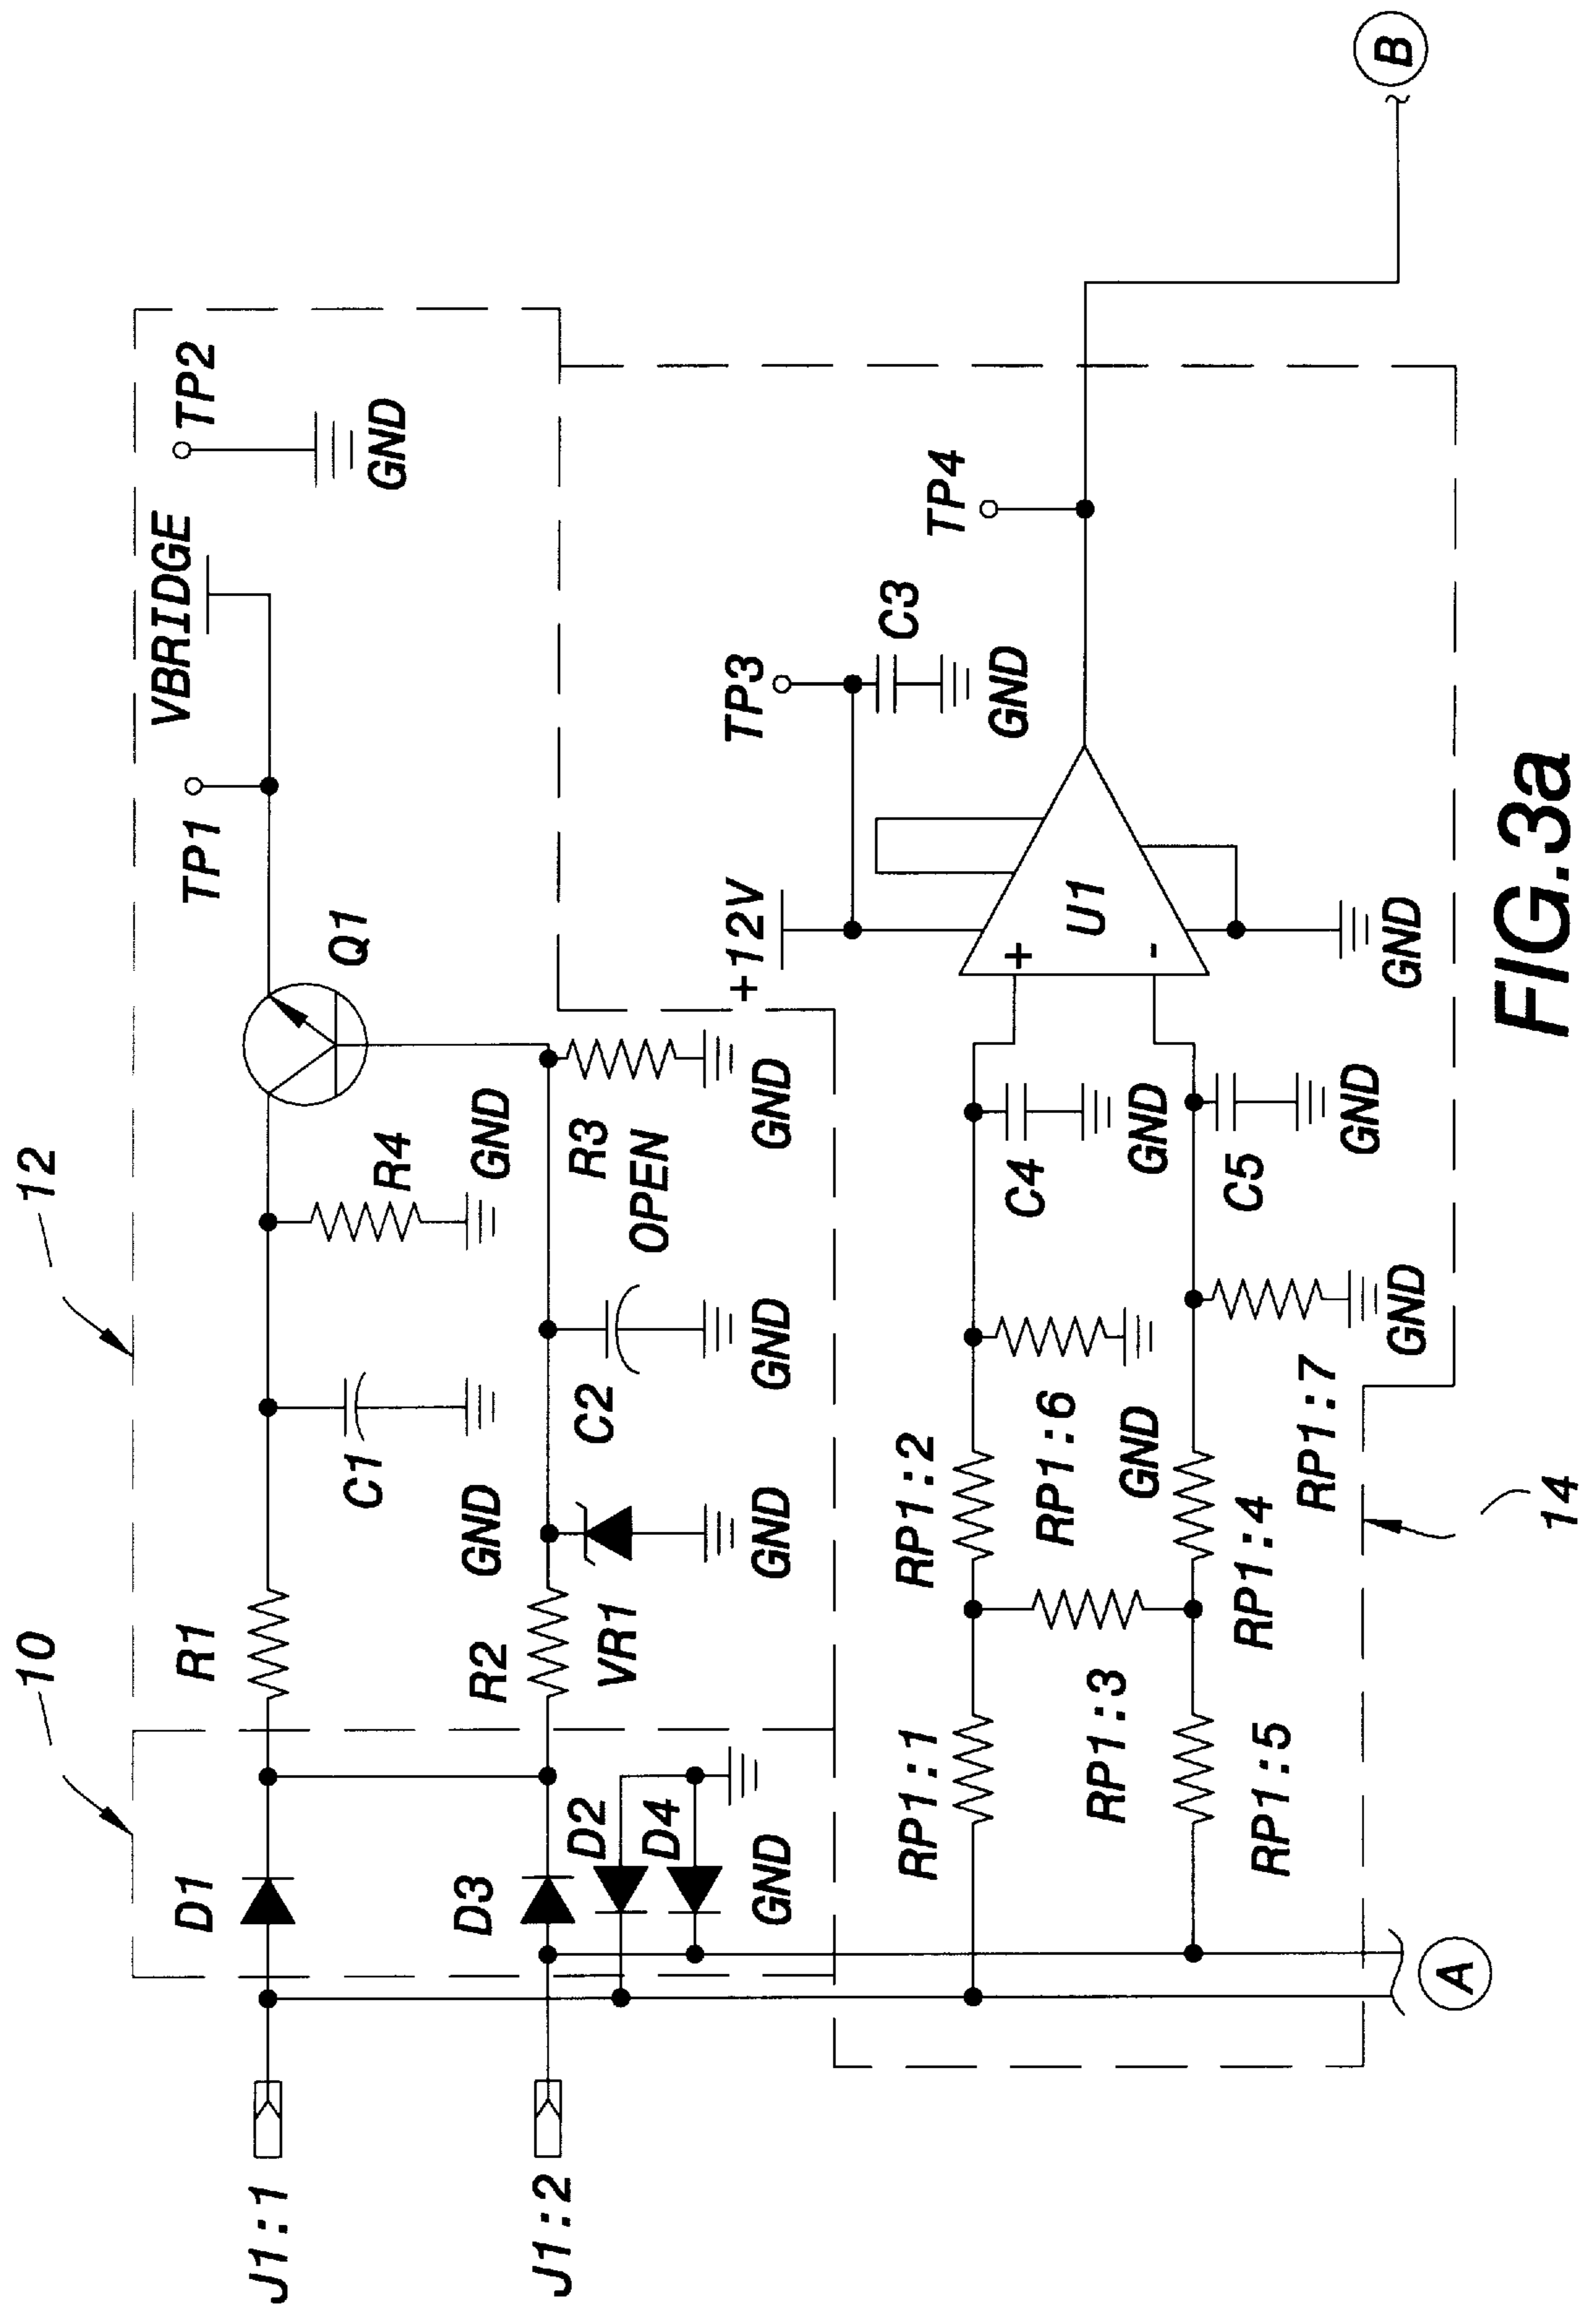 10
12
D1
R1
C1
GND
R4
GND
Q1
TP1
VBRIDGE
TP2
GND
J1:1
D3
R2
VR1
GND
C2
GND
R3
OPEN
GND
J1:2
D2
D4
GND
+12V
TP3
C3
GND
TP4
RP1:1
RP1:2
RP1:6
GND
C4
GND
+
-
U1
GND
RP1:3
RP1:5
RP1:4
RP1:7
GND
C5
GND
A
B
14
FIG.3a